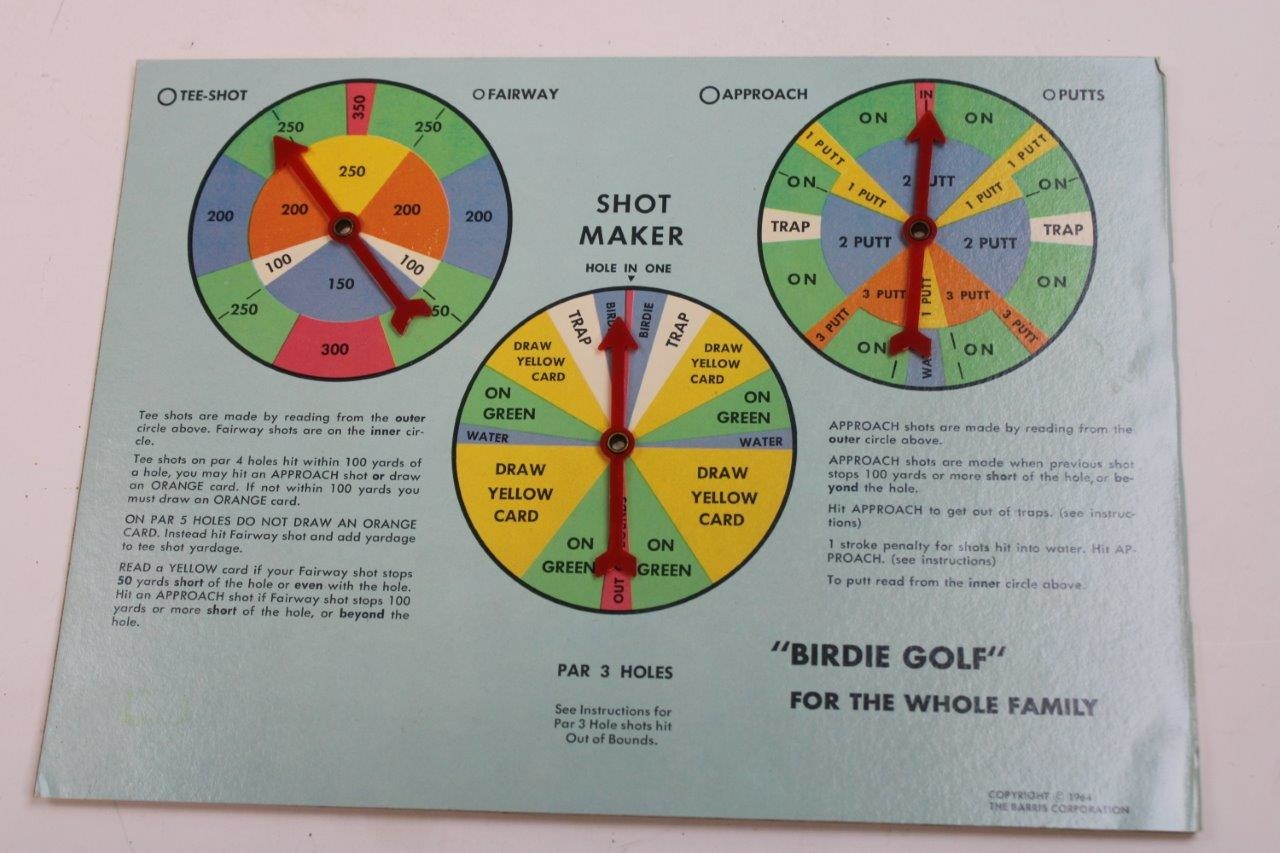 TEE-SHOT
FAIRWAY
350
250
250
250
200
200
200
200
100
100
150
250
300
SHOT
MAKER
HOLE IN ONE
BIRDIE
TRAP
TRAP
DRAW
YELLOW
CARD
DRAW
YELLOW
CARD
ON
GREEN
ON
GREEN
WATER
WATER
DRAW
YELLOW
CARD
DRAW
YELLOW
CARD
ON
GREEN
ON
GREEN
OUT
PAR 3 HOLES
See Instructions for
Par 3 Hole shots hit
Out of Bounds.
APPROACH
PUTTS
IN
ON
ON
1 PUTT
1 PUTT
ON
ON
1 PUTT
1 PUTT
TRAP
TRAP
2 PUTT
2 PUTT
ON
ON
3 PUTT
1 PUTT
3 PUTT
3 PUTT
3 PUTT
ON
ON
Tee shots are made by reading from the outer
circle above. Fairway shots are on the inner cir-
cle.
Tee shots on par 4 holes hit within 100 yards of
a hole, you may hit an APPROACH shot or draw
an ORANGE card. If not within 100 yards you
must draw an ORANGE card.
ON PAR 5 HOLES DO NOT DRAW AN ORANGE
CARD. Instead hit Fairway shot and add yardage
to tee shot yardage.
READ a YELLOW card if your Fairway shot stops
50 yards short of the hole or even with the hole.
Hit an APPROACH shot if Fairway shot stops 100
yards or more short of the hole, or beyond the
hole.
APPROACH shots are made by reading from the
outer circle above.
APPROACH shots are made when previous shot
stops 100 yards or more short of the hole, or be-
yond the hole.
Hit APPROACH to get out of traps. (see instruc-
tions)
1 stroke penalty for shots hit into water. Hit AP-
PROACH. (see instructions)
To putt read from the inner circle above.
"BIRDIE GOLF"
FOR THE WHOLE FAMILY
COPYRIGHT © 1964
THE BARRIS CORPORATION